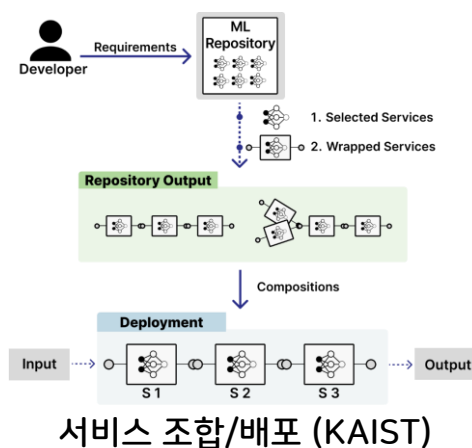 ML
Repository
Requirements
Developer
1. Selected Services
2. Wrapped Services
Repository Output
Compositions
Deployment
Input
Output
S 1
S 2
S 3
서비스 조합/배포 (KAIST)